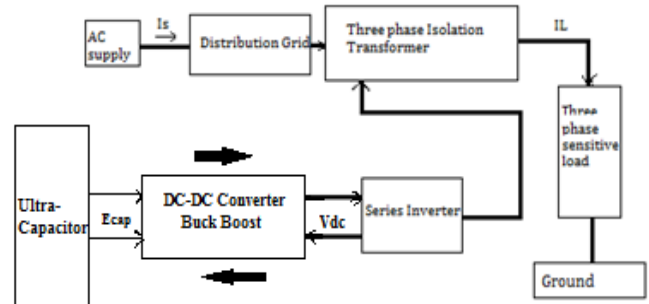 AC
supply
Is
Distribution Grid
Three phase Isolation
Transformer
IL
Three
phase
sensitive
load
Ultra-
Capacitor
Ecap
DC-DC Converter
Buck Boost
Vdc
Series Inverter
Ground